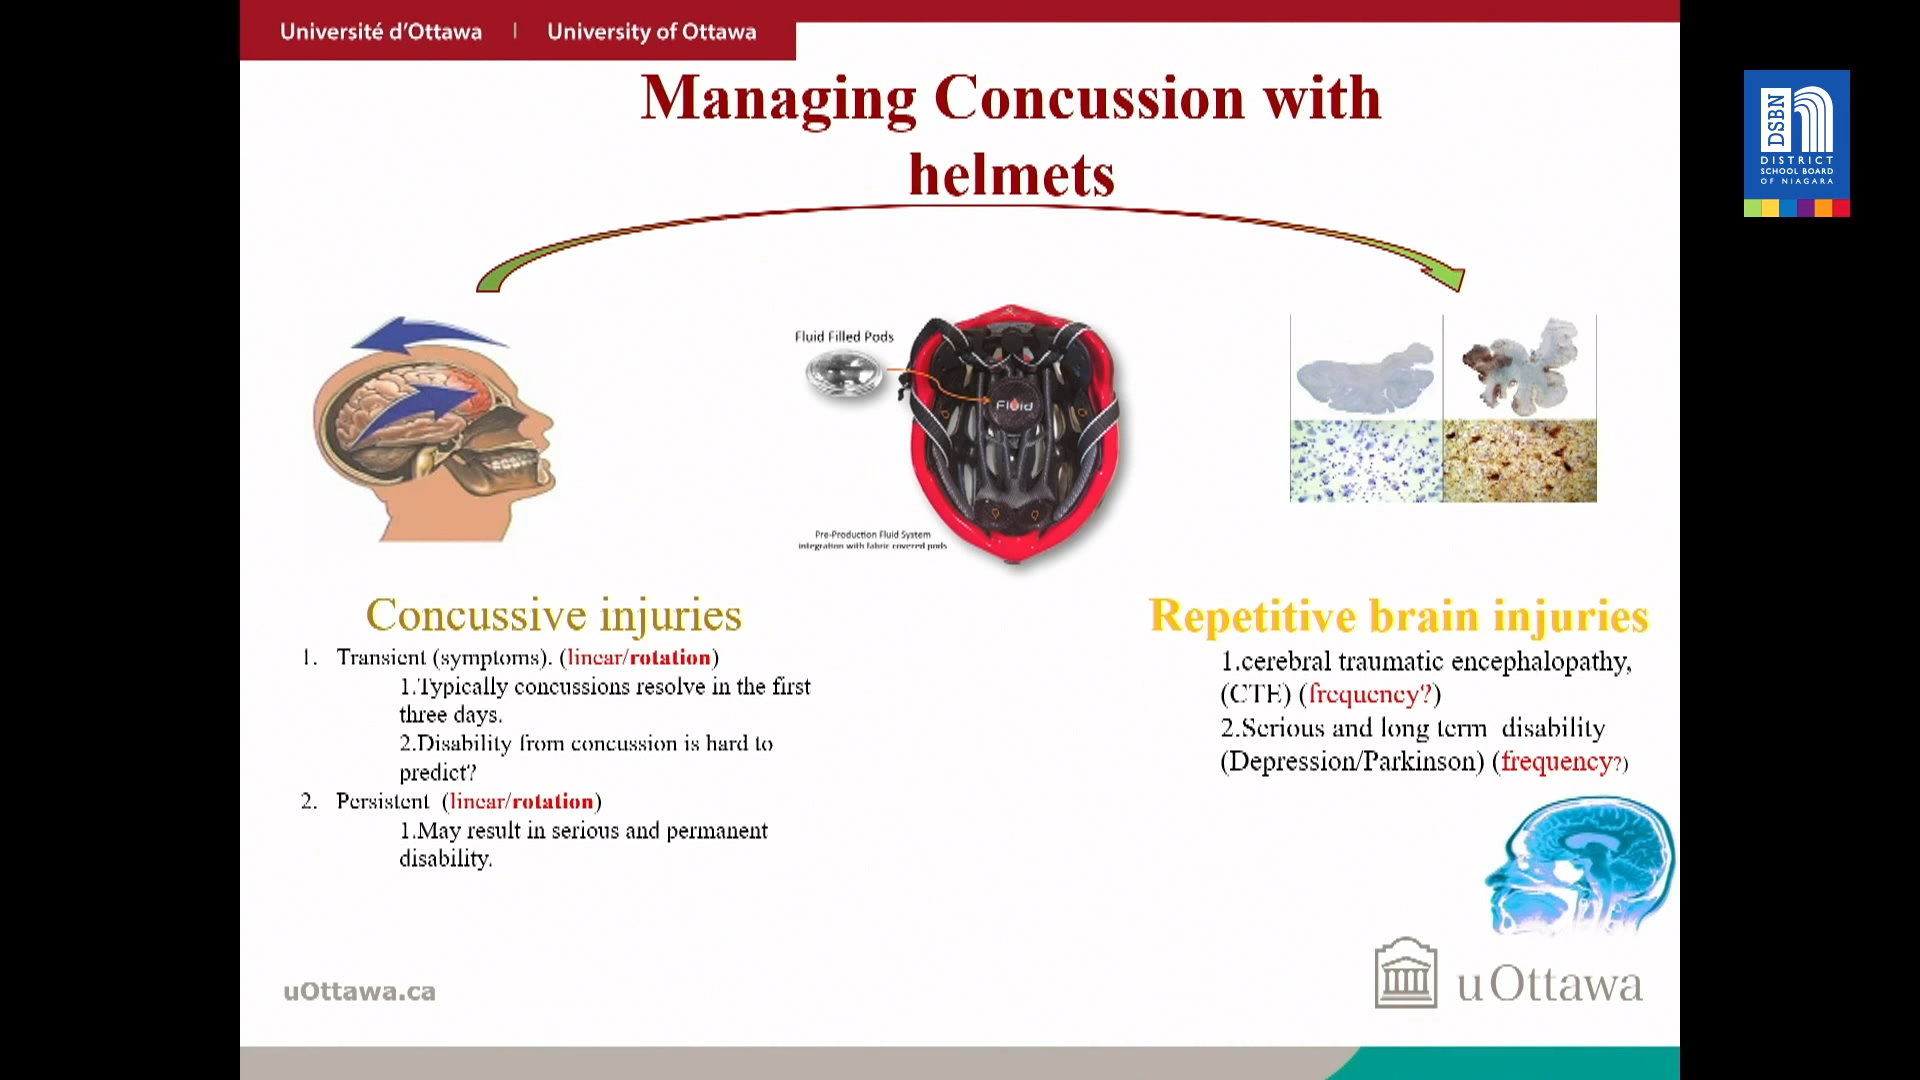 Université d'Ottawa | University of Ottawa
Managing Concussion with
helmets
DSBN
DISTRICT
SCHOOL BOARD
OF NIAGARA
Fluid Filled Pods
Fluid
Pre-Production Fluid System
integration with fabric covered pods
Concussive injuries
1. Transient (symptoms). (linear/rotation)
1.Typically concussions resolve in the first
three days.
2.Disability from concussion is hard to
predict?
2. Persistent (linear/rotation)
1.May result in serious and permanent
disability.
Repetitive brain injuries
1.cerebral traumatic encephalopathy,
(CTE) (frequency?)
2.Serious and long term disability
(Depression/Parkinson) (frequency?)
uOttawa.ca
uOttawa